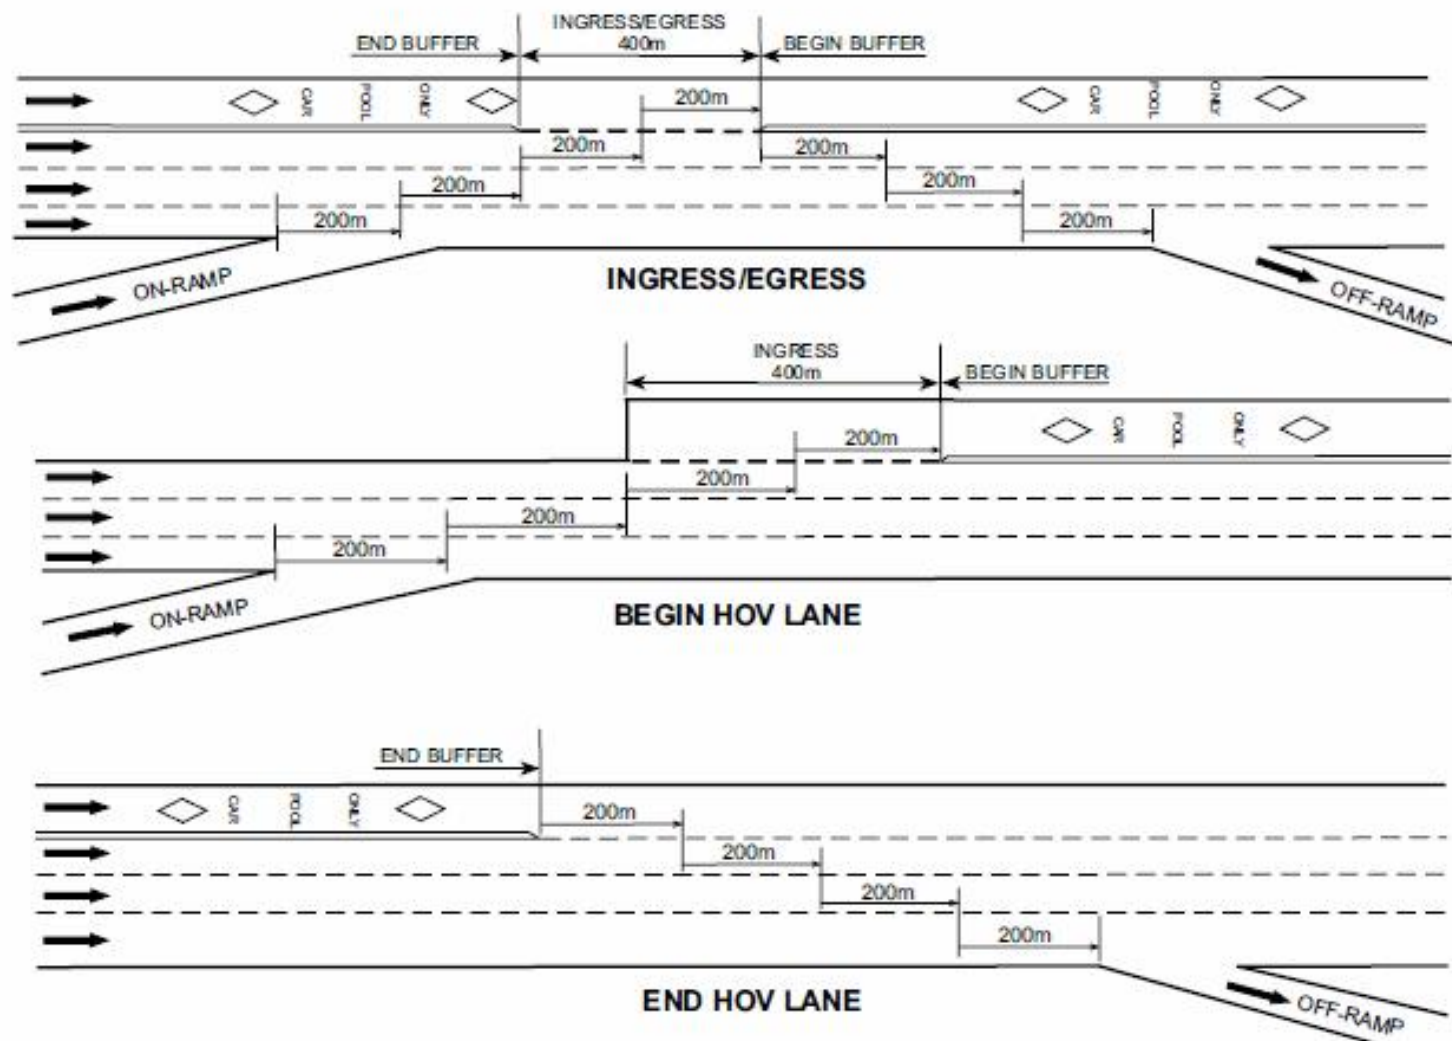 INGRESS/EGRESS
END BUFFER 400m BEGIN BUFFER
CAR POOL ONLY 200m CAR POOL ONLY
200m 200m
200m 200m
200m 200m
ON-RAMP INGRESS/EGRESS OFF-RAMP
INGRESS
400m BEGIN BUFFER
200m CAR POOL ONLY
200m
200m
200m
ON-RAMP BEGIN HOV LANE
END BUFFER
CAR POOL ONLY 200m
200m
200m
200m
END HOV LANE OFF-RAMP